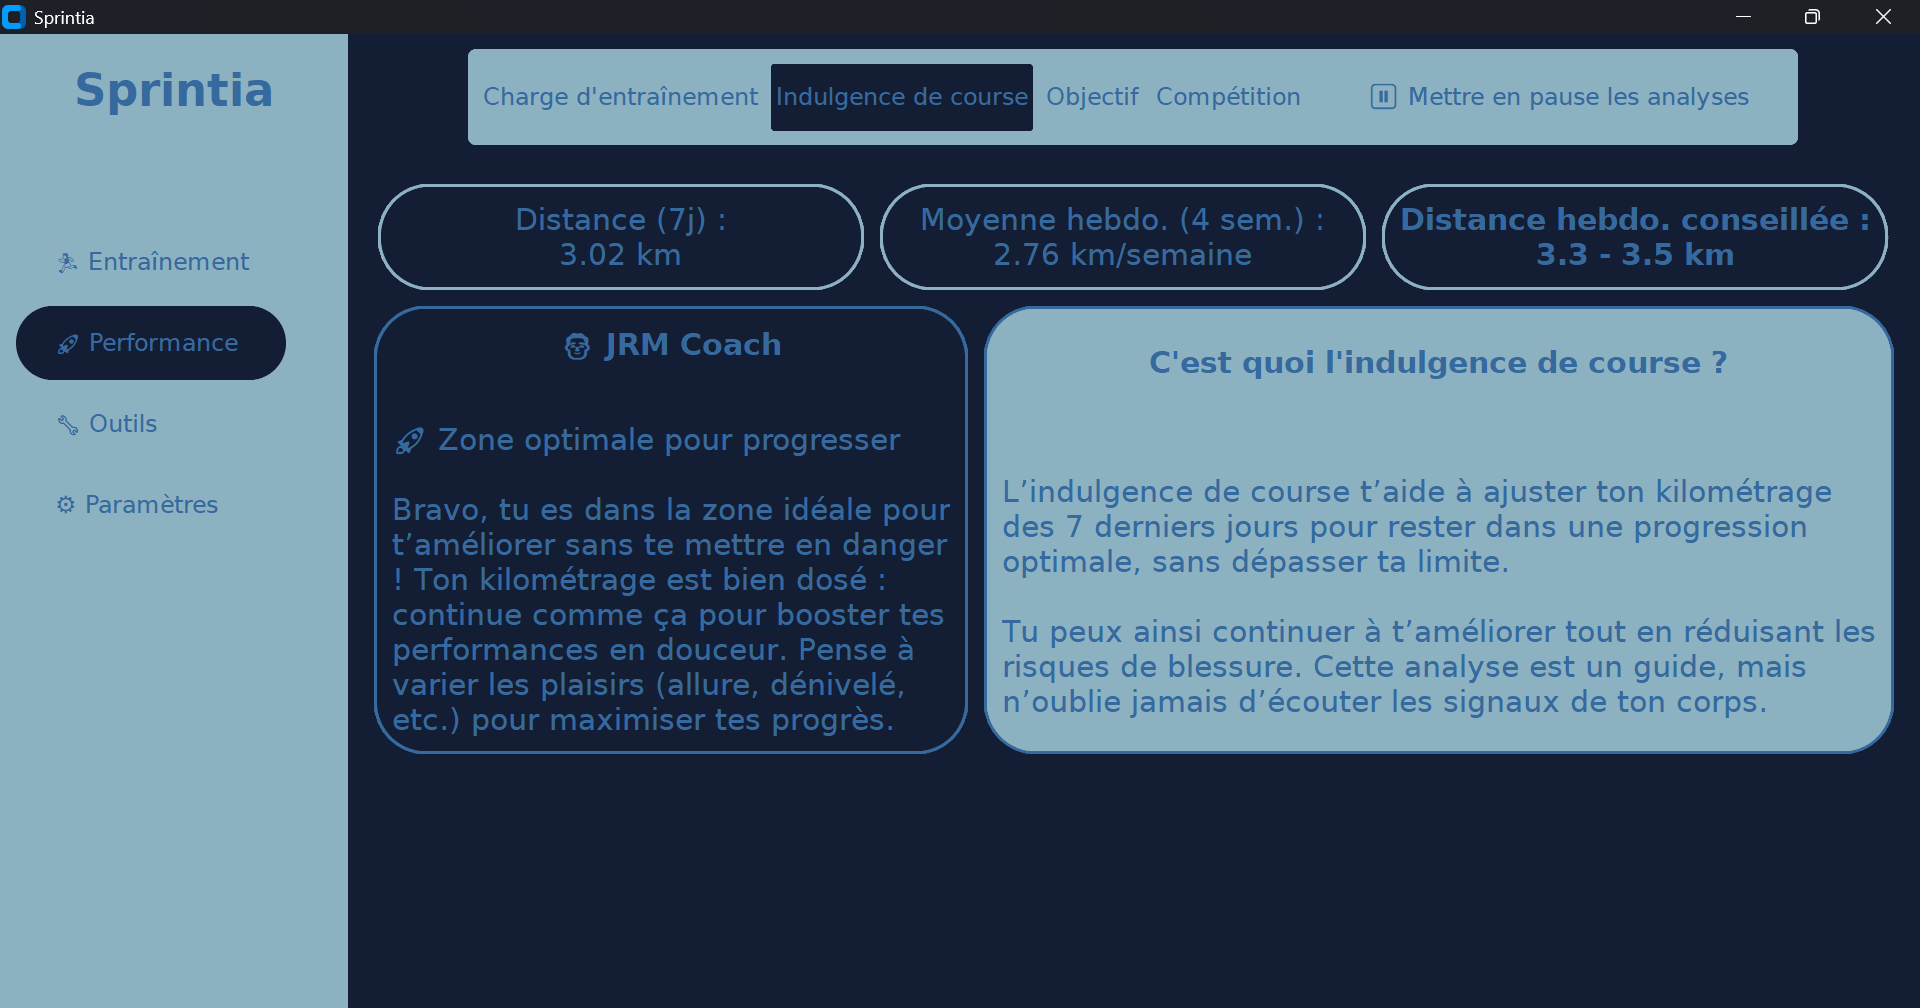 Sprintia
Sprintia
Entraînement
Performance
Outils
Paramètres
Charge d'entraînement Indulgence de course Objectif Compétition Mettre en pause les analyses
Distance (7j) :
3.02 km
Moyenne hebdo. (4 sem.) :
2.76 km/semaine
Distance hebdo. conseillée :
3.3 - 3.5 km
JRM Coach
Zone optimale pour progresser
Bravo, tu es dans la zone idéale pour
t’améliorer sans te mettre en danger
! Ton kilométrage est bien dosé :
continue comme ça pour booster tes
performances en douceur. Pense à
varier les plaisirs (allure, dénivelé,
etc.) pour maximiser tes progrès.
C'est quoi l'indulgence de course ?
L’indulgence de course t’aide à ajuster ton kilométrage
des 7 derniers jours pour rester dans une progression
optimale, sans dépasser ta limite.
Tu peux ainsi continuer à t’améliorer tout en réduisant les
risques de blessure. Cette analyse est un guide, mais
n’oublie jamais d’écouter les signaux de ton corps.